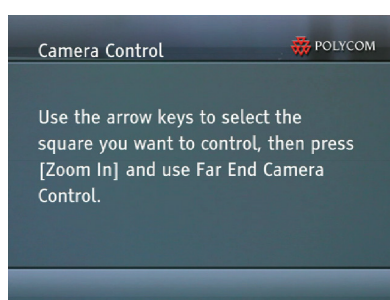 Camera Control
POLYCOM
Use the arrow keys to select the
square you want to control, then press
[Zoom In] and use Far End Camera
Control.